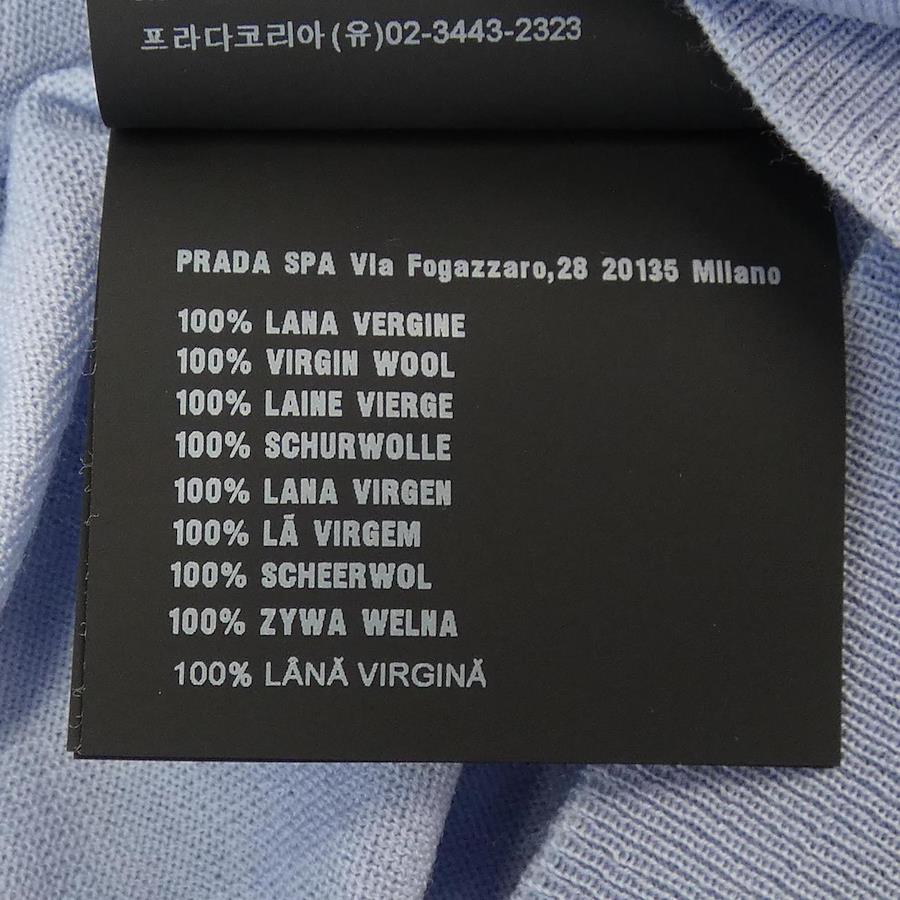 프라다코리아(유)02-3443-2323
PRADA SPA Via Fogazzaro,28 20135 Milano
100% LANA VERGINE
100% VIRGIN WOOL
100% LAINE VIERGE
100% SCHURWOLLE
100% LANA VIRGEN
100% LÃ VIRGEM
100% SCHEERWOL
100% ZYWA WELNA
100% LÂNĂ VIRGINĂ